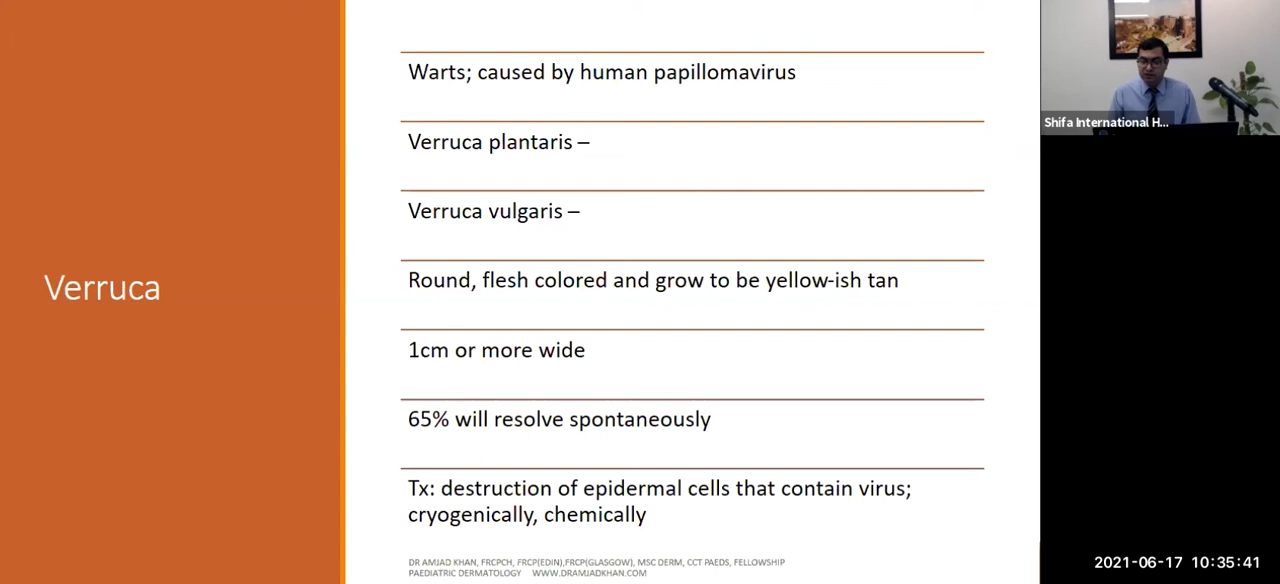 Verruca
Warts; caused by human papillomavirus
Verruca plantaris –
Verruca vulgaris –
Round, flesh colored and grow to be yellow-ish tan
1cm or more wide
65% will resolve spontaneously
Tx: destruction of epidermal cells that contain virus;
cryogenically, chemically
DR AMJAD KHAN, FRCPCH, FRCP(EDIN),FRCP(GLASGOW), MSC DERM, CCT PAEDS, FELLOWSHIP
PAEDIATRIC DERMATOLOGY WWW.DRAMJADKHAN.COM
Shifa International H...
2021-06-17 10:35:41